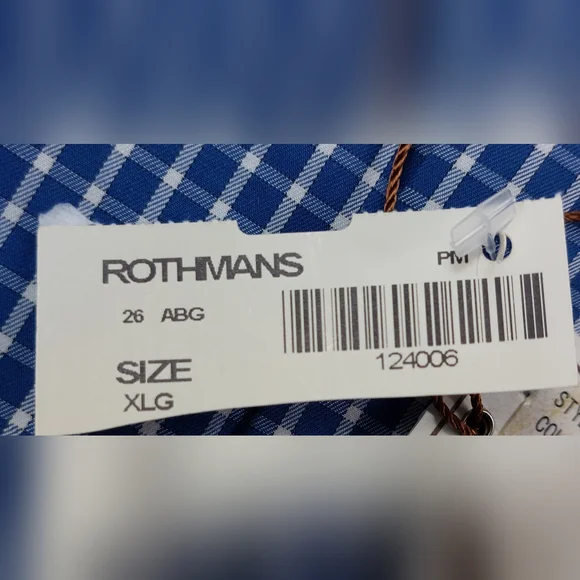 ROTHMANS
PM
26 ABG
124006
SIZE
XLG